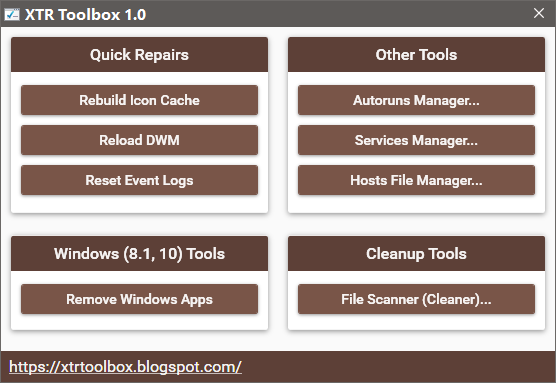 XTR Toolbox 1.0
Quick Repairs
Rebuild Icon Cache
Reload DWM
Reset Event Logs
Other Tools
Autoruns Manager...
Services Manager...
Hosts File Manager...
Windows (8.1, 10) Tools
Remove Windows Apps
Cleanup Tools
File Scanner (Cleaner)...
https://xtrtoolbox.blogspot.com/